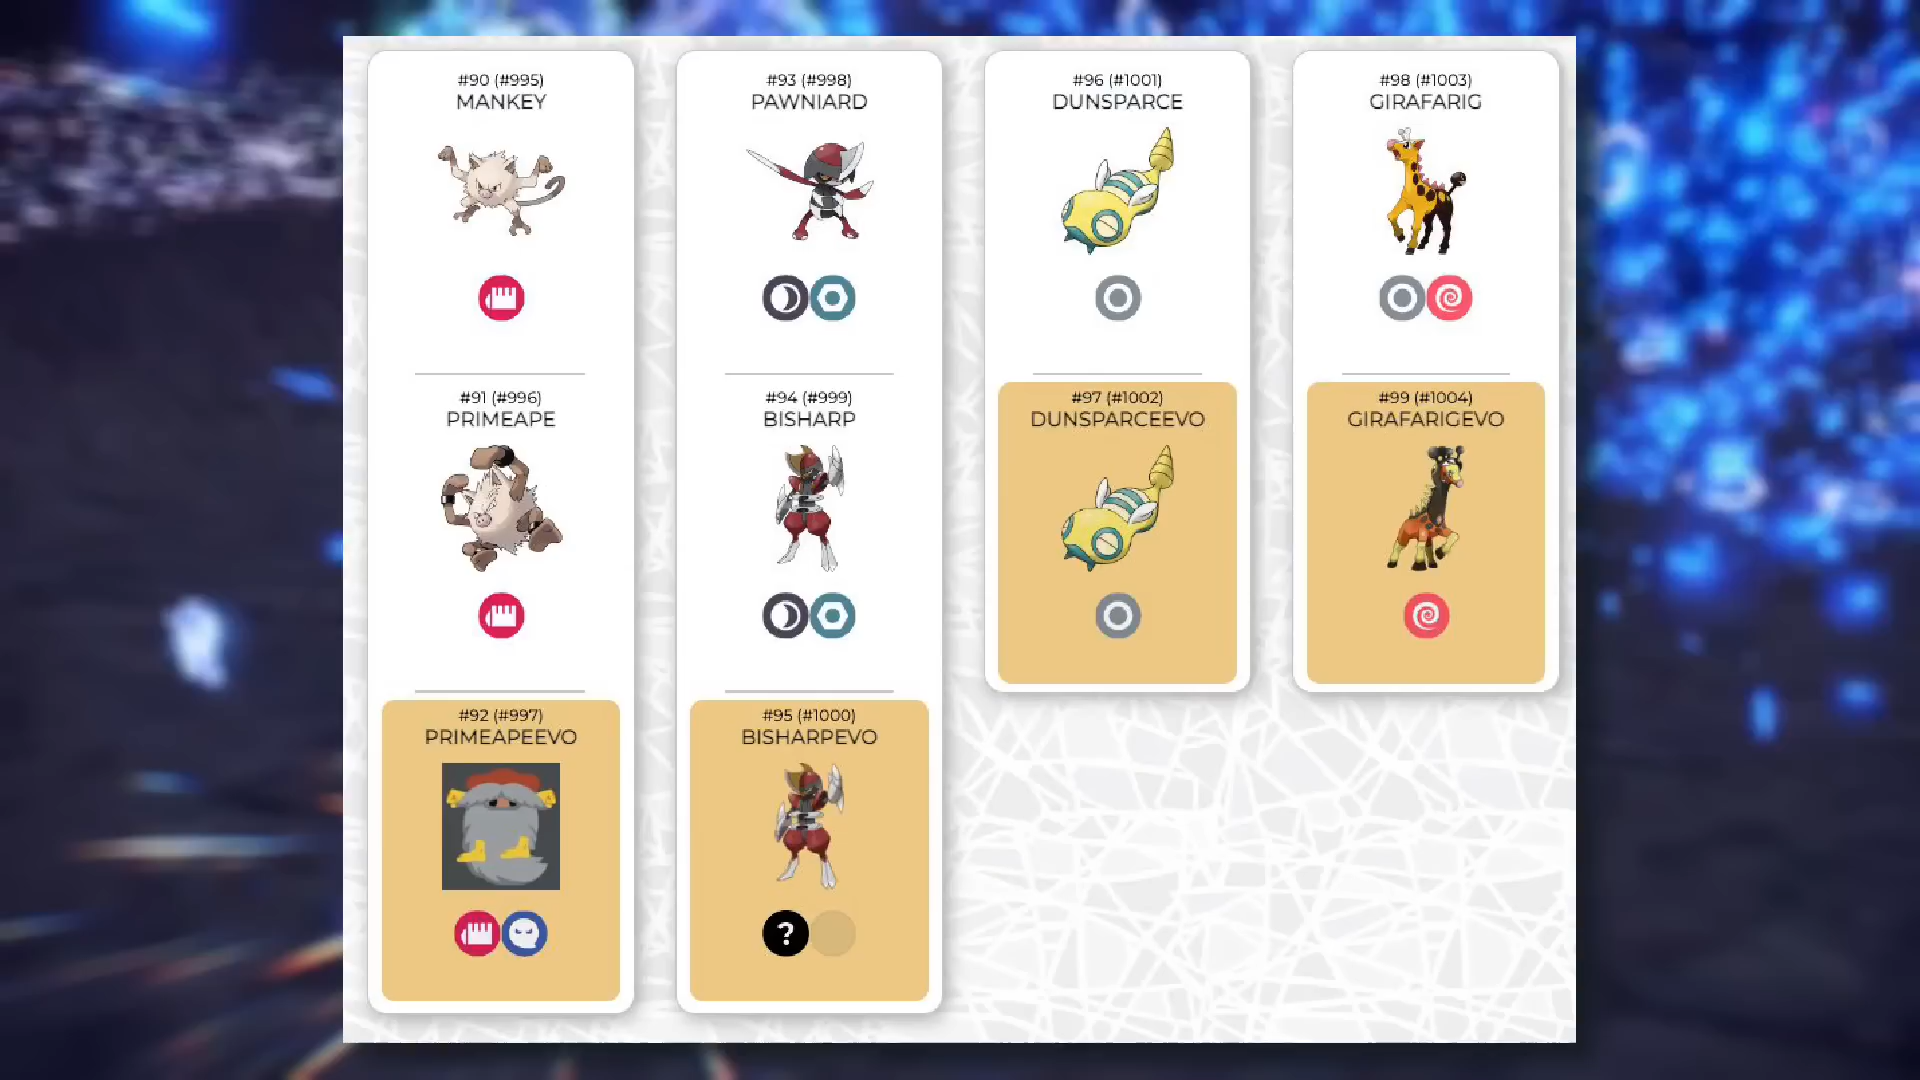 #90 (#995)
MANKEY
#91 (#996)
PRIMEAPE
#92 (#997)
PRIMEAPEEVO
#93 (#998)
PAWNIARD
#94 (#999)
BISHARP
#95 (#1000)
BISHARPEVO
?
#96 (#1001)
DUNSPARCE
#97 (#1002)
DUNSPARCEEVO
#98 (#1003)
GIRAFARIG
#99 (#1004)
GIRAFARIGEVO